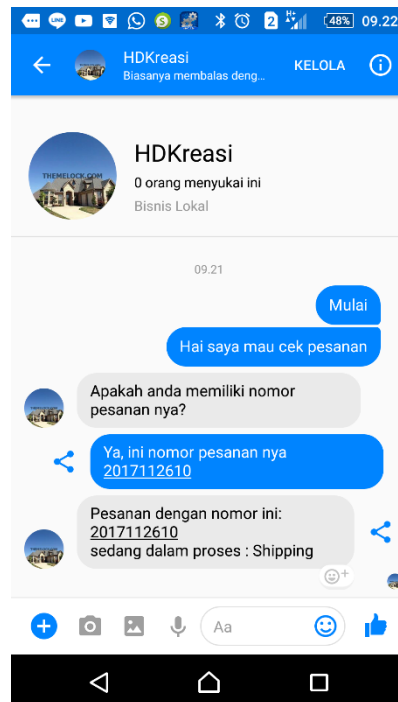 LINE
2
H+
48%
09.22
HDKreasi
Biasanya membalas deng...
KELOLA
THEMELOCK.COM
HDKreasi
0 orang menyukai ini
Bisnis Lokal
09.21
Mulai
Hai saya mau cek pesanan
Apakah anda memiliki nomor
pesanan nya?
Ya, ini nomor pesanan nya
2017112610
Pesanan dengan nomor ini:
2017112610
sedang dalam proses : Shipping
Aa